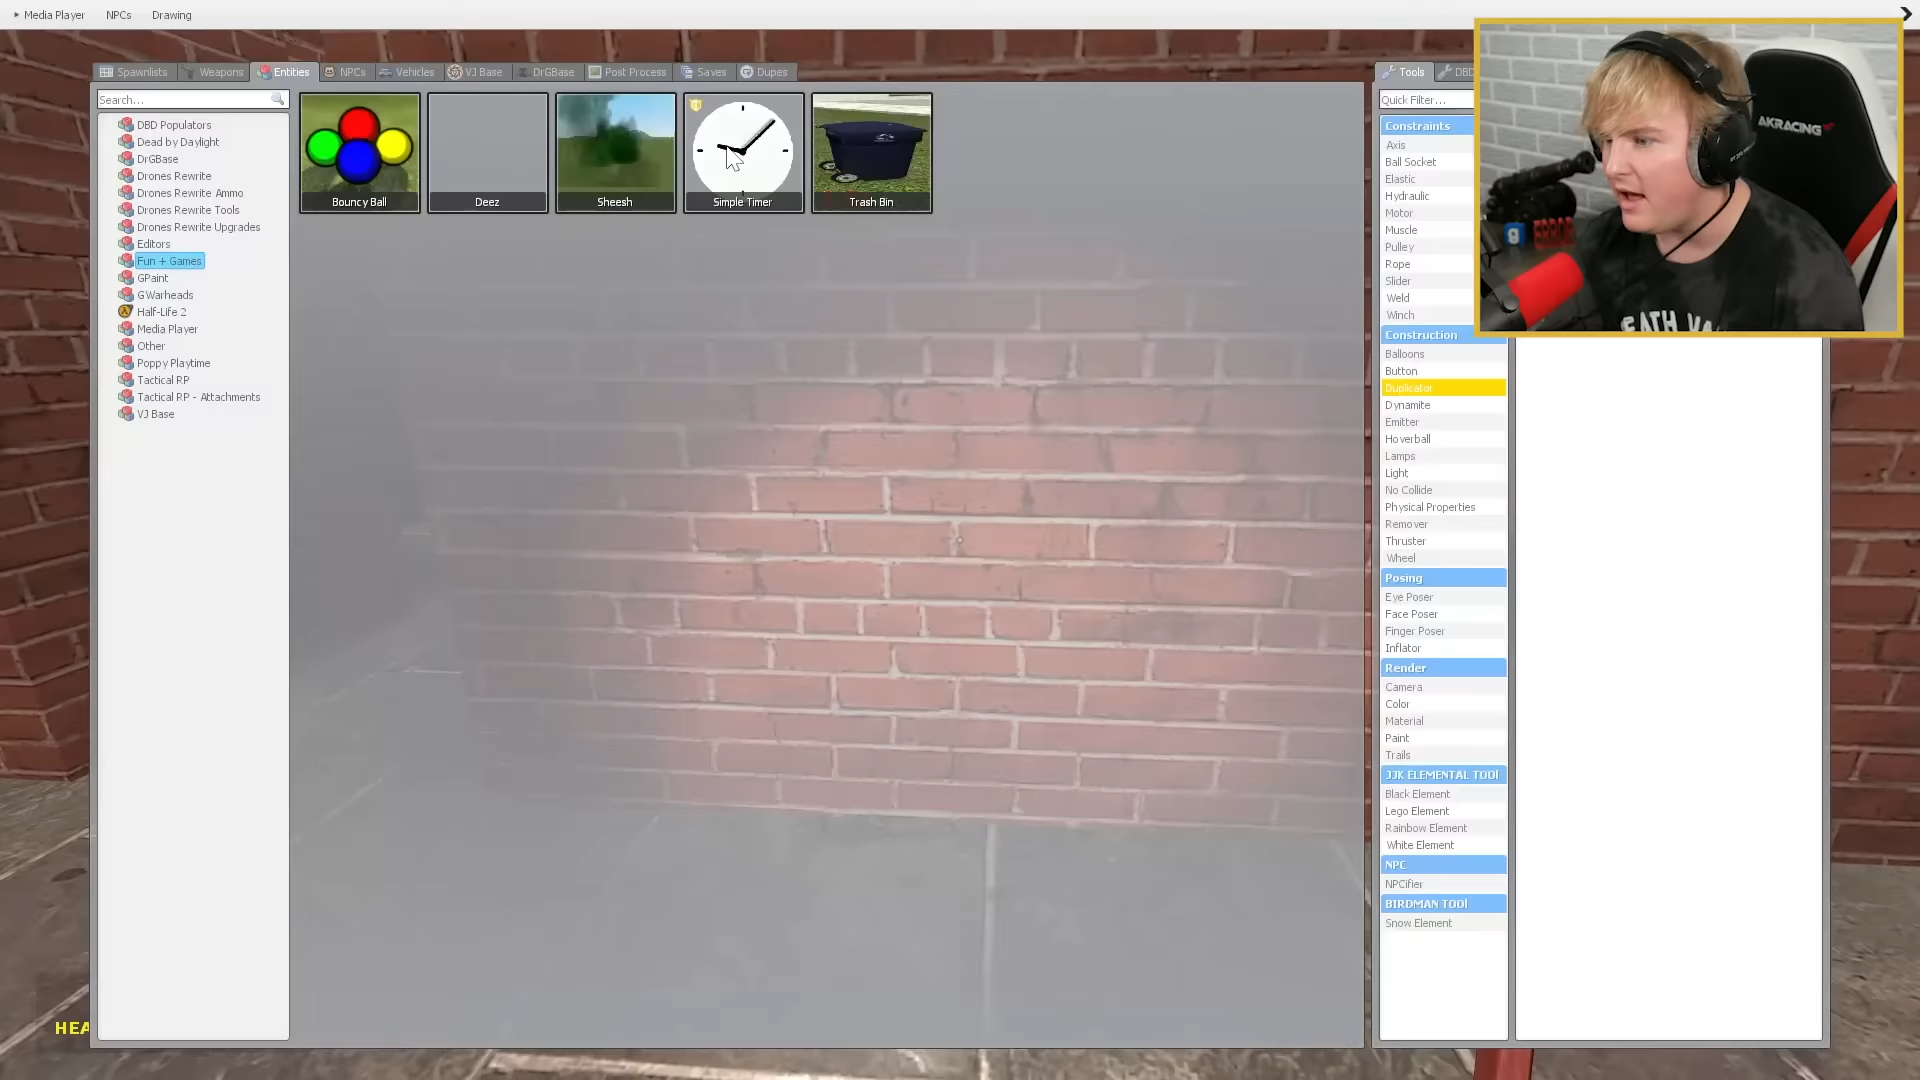 Media Player NPCs Drawing
Spawnlists Weapons Entities NPCs Vehicles VJ Base DrGBase Post Process Saves Dupes
Search...
DBD Populators
Dead by Daylight
DrGBase
Drones Rewrite
Drones Rewrite Ammo
Drones Rewrite Tools
Drones Rewrite Upgrades
Editors
Fun + Games
GPaint
GWarheads
Half-Life 2
Media Player
Other
Poppy Playtime
Tactical RP
Tactical RP - Attachments
VJ Base
Bouncy Ball
Deez
Sheesh
Simple Timer
Trash Bin
Tools DBD
Quick Filter...
Constraints
Axis
Ball Socket
Elastic
Hydraulic
Motor
Muscle
Pulley
Rope
Slider
Weld
Winch
Construction
Balloons
Button
Duplicator
Dynamite
Emitter
Hoverball
Lamps
Light
No Collide
Physical Properties
Remover
Thruster
Wheel
Posing
Eye Poser
Face Poser
Finger Poser
Inflator
Render
Camera
Color
Material
Paint
Trails
JJK ELEMENTAL TOOl
Black Element
Lego Element
Rainbow Element
White Element
NPC
NPCifier
BIRDMAN TOOl
Snow Element
AKRACING
g ERROR
EATH VA
HEA